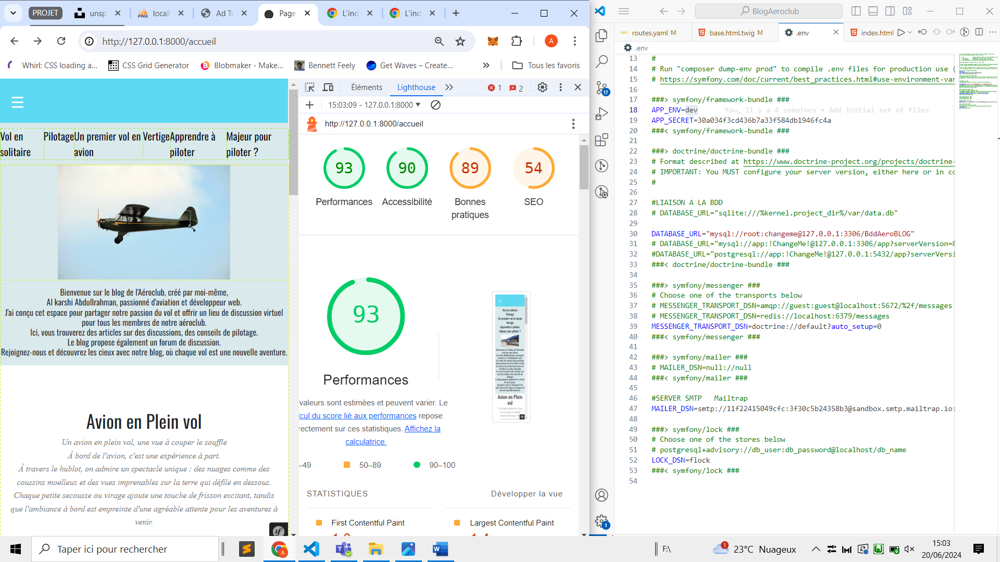 PROJET
unsp
locall
Ad Te
Page
L'ind
L'ind
http://127.0.0.1:8000/accueil
Whirl: CSS loading a...
CSS Grid Generator
Blobmaker - Make...
Bennett Feely
Get Waves – Create...
Tous les favoris
Vol en solitaire
Pilotage
Un premier vol en avion
Vertige
Apprendre à piloter
Majeur pour piloter ?
Bienvenue sur le blog de l'Aéroclub, créé par moi-même,
Al karshi Abdullrahman, passionné d'aviation et développeur web.
J'ai conçu cet espace pour partager notre passion du vol et offrir un lieu de discussion virtuel
pour tous les membres de notre aéroclub.
Ici, vous trouverez des articles sur des discussions, des conseils de pilotage.
Le blog propose également un forum de discussion.
Rejoignez-nous et découvrez les cieux avec notre blog, où chaque vol est une nouvelle aventure.
Avion en Plein vol
Un avion en plein vol, une vue à couper le souffle
À bord de l'avion, c'est une expérience à part.
À travers le hublot, on admire un spectacle unique : des nuages comme des
coussins moelleux et des vues imprenables sur la terre qui défile en dessous.
Chaque petite secousse ou virage ajoute une touche de frisson excitant, tandis
que l'ambiance à bord est empreinte d'une agréable attente pour les aventures à
venir.
Éléments
Lighthouse
1
2
15:03:09 - 127.0.0.1:8000
http://127.0.0.1:8000/accueil
93
90
89
54
Performances
Accessibilité
Bonnes pratiques
SEO
93
Performances
valeurs sont estimées et peuvent varier. Le
cul du score lié aux performances repose
rectement sur ces statistiques. Affichez la
calculatrice.
–49
50–89
90–100
STATISTIQUES
Développer la vue
First Contentful Paint
Largest Contentful Paint
Vol en solitaire
Pilotage
Un premier vol en avion
Vertige
Apprendre à piloter
Majeur pour piloter ?
Avion en Plein
vol
BlogAeroclub
routes.yaml M
base.html.twig M
.env
index.html
.env
17
1
13 #
14 # Run "composer dump-env prod" to compile .env files for production use (
15 # https://symfony.com/doc/current/best_practices.html#use-environment-var
16
17 ###> symfony/framework-bundle ###
18 APP_ENV=dev You, il y a 4 semaines • Add initial set of files
19 APP_SECRET=30a034f3cd436b7a33f584db1946fc4a
20 ###< symfony/framework-bundle ###
21
22 ###> doctrine/doctrine-bundle ###
23 # Format described at https://www.doctrine-project.org/projects/doctrine-
24 # IMPORTANT: You MUST configure your server version, either here or in co
25 #
26
27 #LIAISON A LA BDD
28 # DATABASE_URL="sqlite:///%kernel.project_dir%/var/data.db"
29
30 DATABASE_URL="mysql://root:changeme@127.0.0.1:3306/BddAeroBLOG"
31 # DATABASE_URL="mysql://app:!ChangeMe!@127.0.0.1:3306/app?serverVersion=8
32 #DATABASE_URL="postgresql://app:!ChangeMe!@127.0.0.1:5432/app?serverVersi
33 ###< doctrine/doctrine-bundle ###
34
35 ###> symfony/messenger ###
36 # Choose one of the transports below
37 # MESSENGER_TRANSPORT_DSN=amqp://guest:guest@localhost:5672/%2f/messages
38 # MESSENGER_TRANSPORT_DSN=redis://localhost:6379/messages
39 MESSENGER_TRANSPORT_DSN=doctrine://default?auto_setup=0
40 ###< symfony/messenger ###
41
42 ###> symfony/mailer ###
43 # MAILER_DSN=null://null
44 ###< symfony/mailer ###
45
46 #SERVER SMTP Mailtrap
47 MAILER_DSN=smtp://11f22415049cfc:3f30c5b24358b3@sandbox.smtp.mailtrap.io:
48
49 ###> symfony/lock ###
50 # Choose one of the stores below
51 # postgresql+advisory://db_user:db_password@localhost/db_name
52 LOCK_DSN=flock
53 ###< symfony/lock ###
54
Taper ici pour rechercher
F:\
1
23°C Nuageux
15:03
20/06/2024